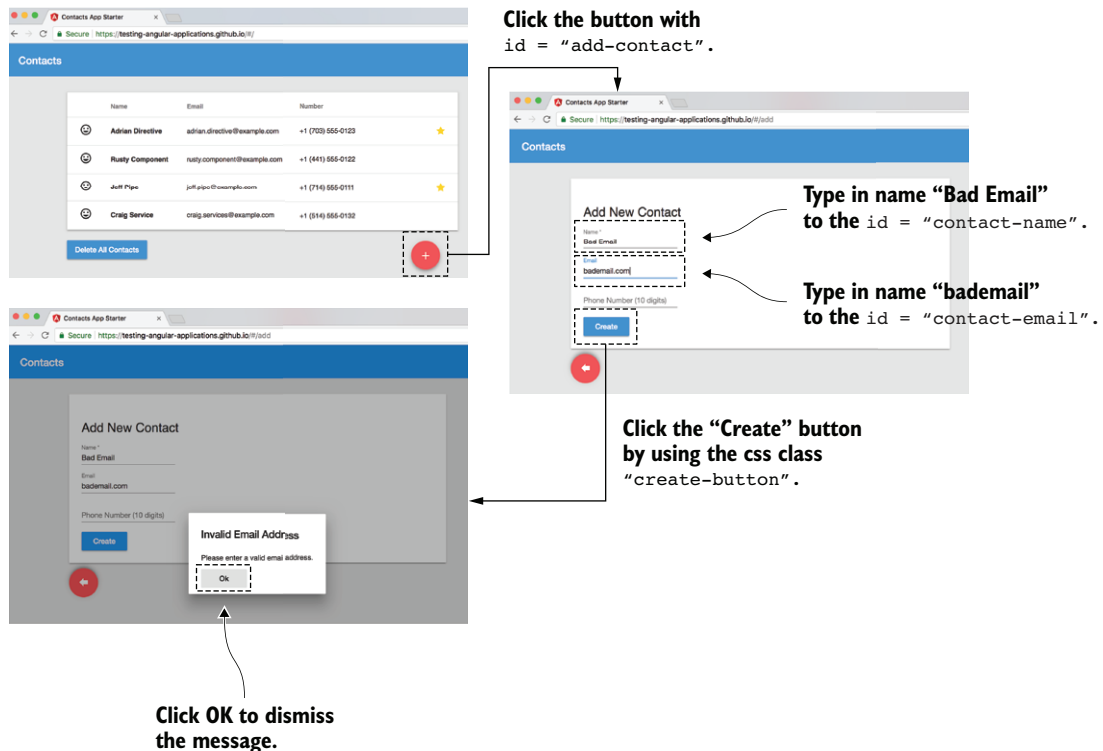 Contacts App Starter
Secure https://testing-angular-applications.github.io/#/
Contacts
Name Email Number
Adrian Directive adrian.directive@example.com +1 (703) 555-0123
Rusty Component rusty.component@example.com +1 (441) 555-0122
Jeff Pipe jeff.pipe@example.com +1 (714) 555-0111
Craig Service craig.services@example.com +1 (514) 555-0132
Delete All Contacts
+
Click the button with
id = “add-contact”.
Contacts App Starter
Secure https://testing-angular-applications.github.io/#/add
Contacts
Add New Contact
Name *
Bad Email
Email
bademail.com
Phone Number (10 digits)
Create
Type in name “Bad Email”
to the id = “contact-name”.
Type in name “bademail”
to the id = “contact-email”.
Click the “Create” button
by using the css class
“create-button”.
Contacts App Starter
Secure https://testing-angular-applications.github.io/#/add
Contacts
Add New Contact
Name *
Bad Email
Email
bademail.com
Phone Number (10 digits)
Create
Invalid Email Address
Please enter a valid email address.
Ok
Click OK to dismiss
the message.